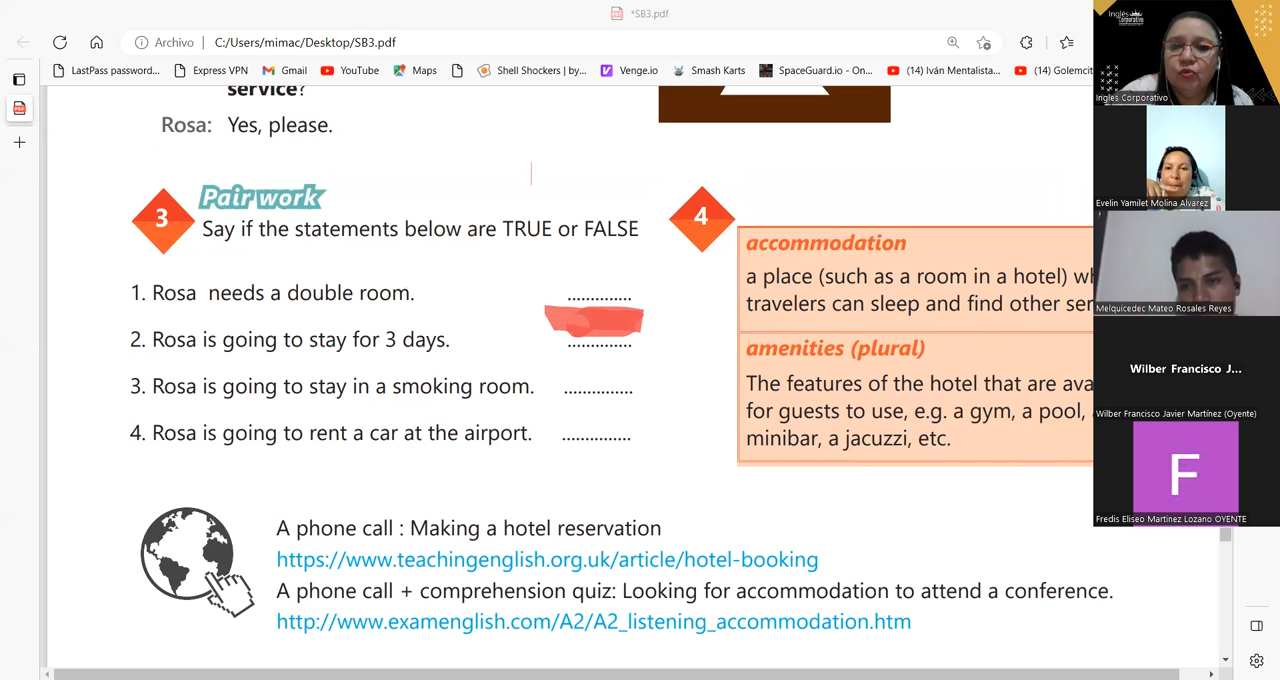 *SB3.pdf
Archivo C:/Users/mimac/Desktop/SB3.pdf
LastPass password... Express VPN Gmail YouTube Maps Shell Shockers | by... Venge.io Smash Karts SpaceGuard.io - On... (14) Iván Mentalista... (14) Golemcit
service?
Rosa: Yes, please.
3 Pair work
Say if the statements below are TRUE or FALSE
1. Rosa needs a double room. ..............
2. Rosa is going to stay for 3 days. ..............
3. Rosa is going to stay in a smoking room. ...............
4. Rosa is going to rent a car at the airport. ...............
4
accommodation
a place (such as a room in a hotel) wh
travelers can sleep and find other ser
amenities (plural)
The features of the hotel that are ava
for guests to use, e.g. a gym, a pool,
minibar, a jacuzzi, etc.
A phone call : Making a hotel reservation
https://www.teachingenglish.org.uk/article/hotel-booking
A phone call + comprehension quiz: Looking for accommodation to attend a conference.
http://www.examenglish.com/A2/A2_listening_accommodation.htm
Inglés
Corporativo
Ingles Corporativo
Evelin Yamilet Molina Alvarez
Melquicedec Mateo Rosales Reyes
Wilber Francisco J...
Wilber Francisco Javier Martínez (Oyente)
F
Fredis Eliseo Martinez Lozano OYENTE